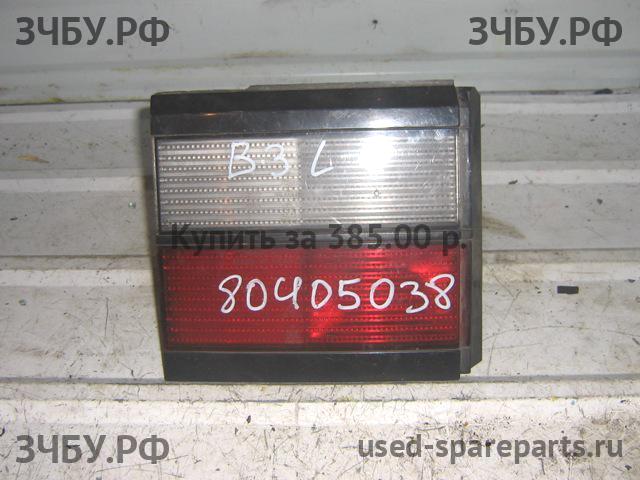 ЗЧБУ.РФ ЗЧБУ.РФ
B3 L
Купить за 385.00 р.
80405038
ЗЧБУ.РФ used-spareparts.ru